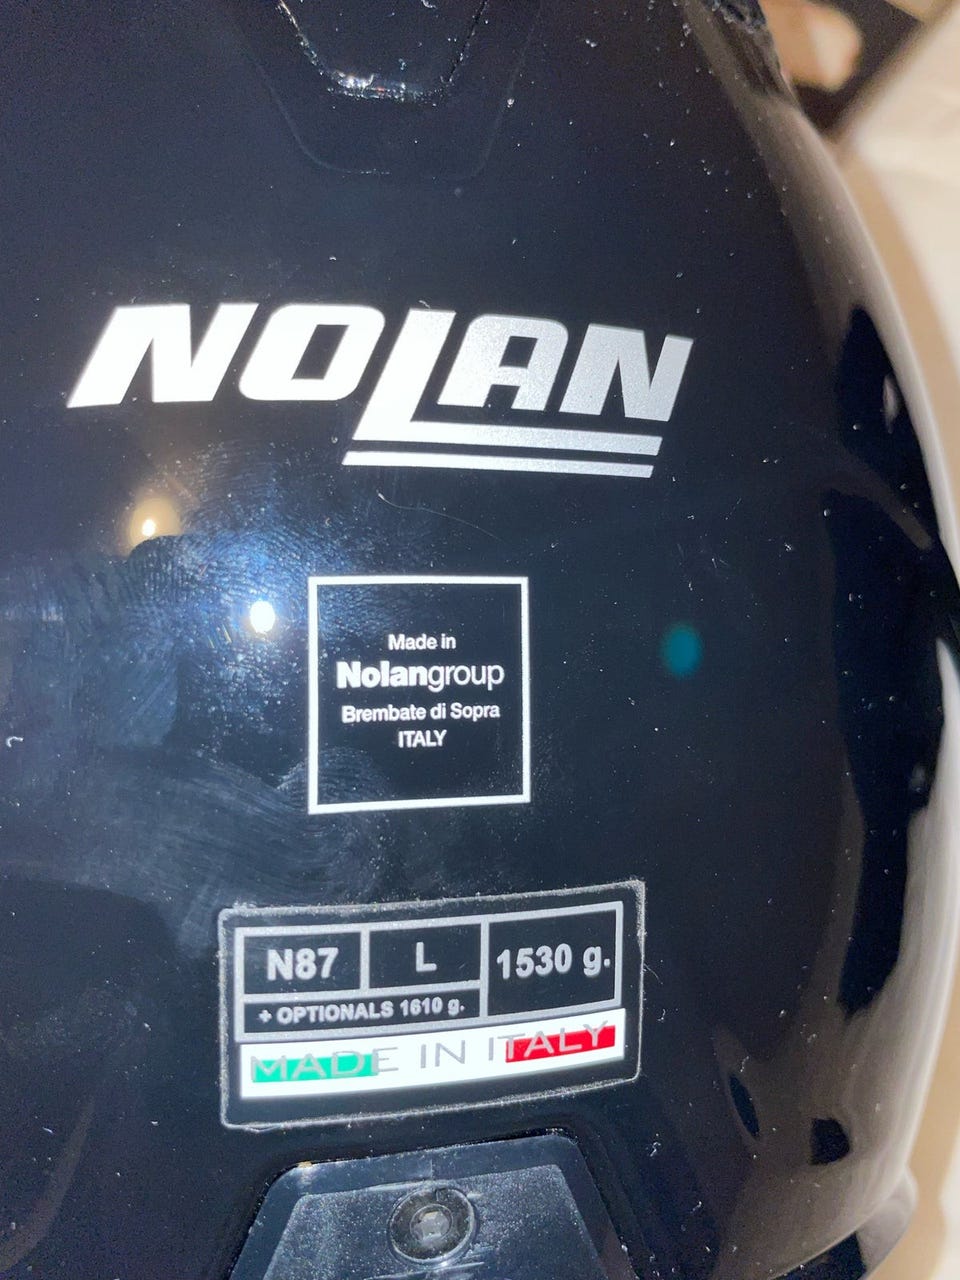 NOLAN
Made in
Nolangroup
Brembate di Sopra
ITALY
N87 L 1530 g.
+ OPTIONALS 1610 g.
MADE IN ITALY